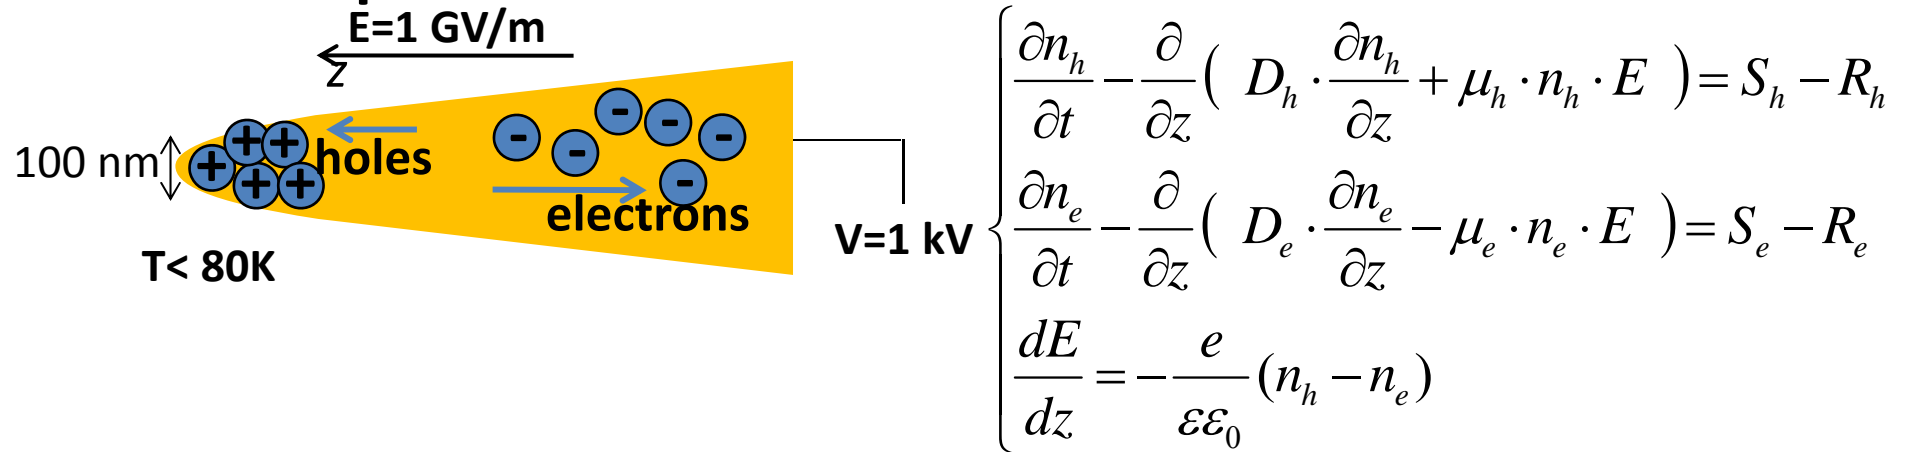 E=1 GV/m
z
+ + + + +
- - - - - -
holes
100 nm
electrons
T< 80K
V=1 kV
∂n_h/∂t − ∂/∂z ( D_h · ∂n_h/∂z + μ_h · n_h · E ) = S_h − R_h
∂n_e/∂t − ∂/∂z ( D_e · ∂n_e/∂z − μ_e · n_e · E ) = S_e − R_e
dE/dz = − e/εε_0 (n_h − n_e)